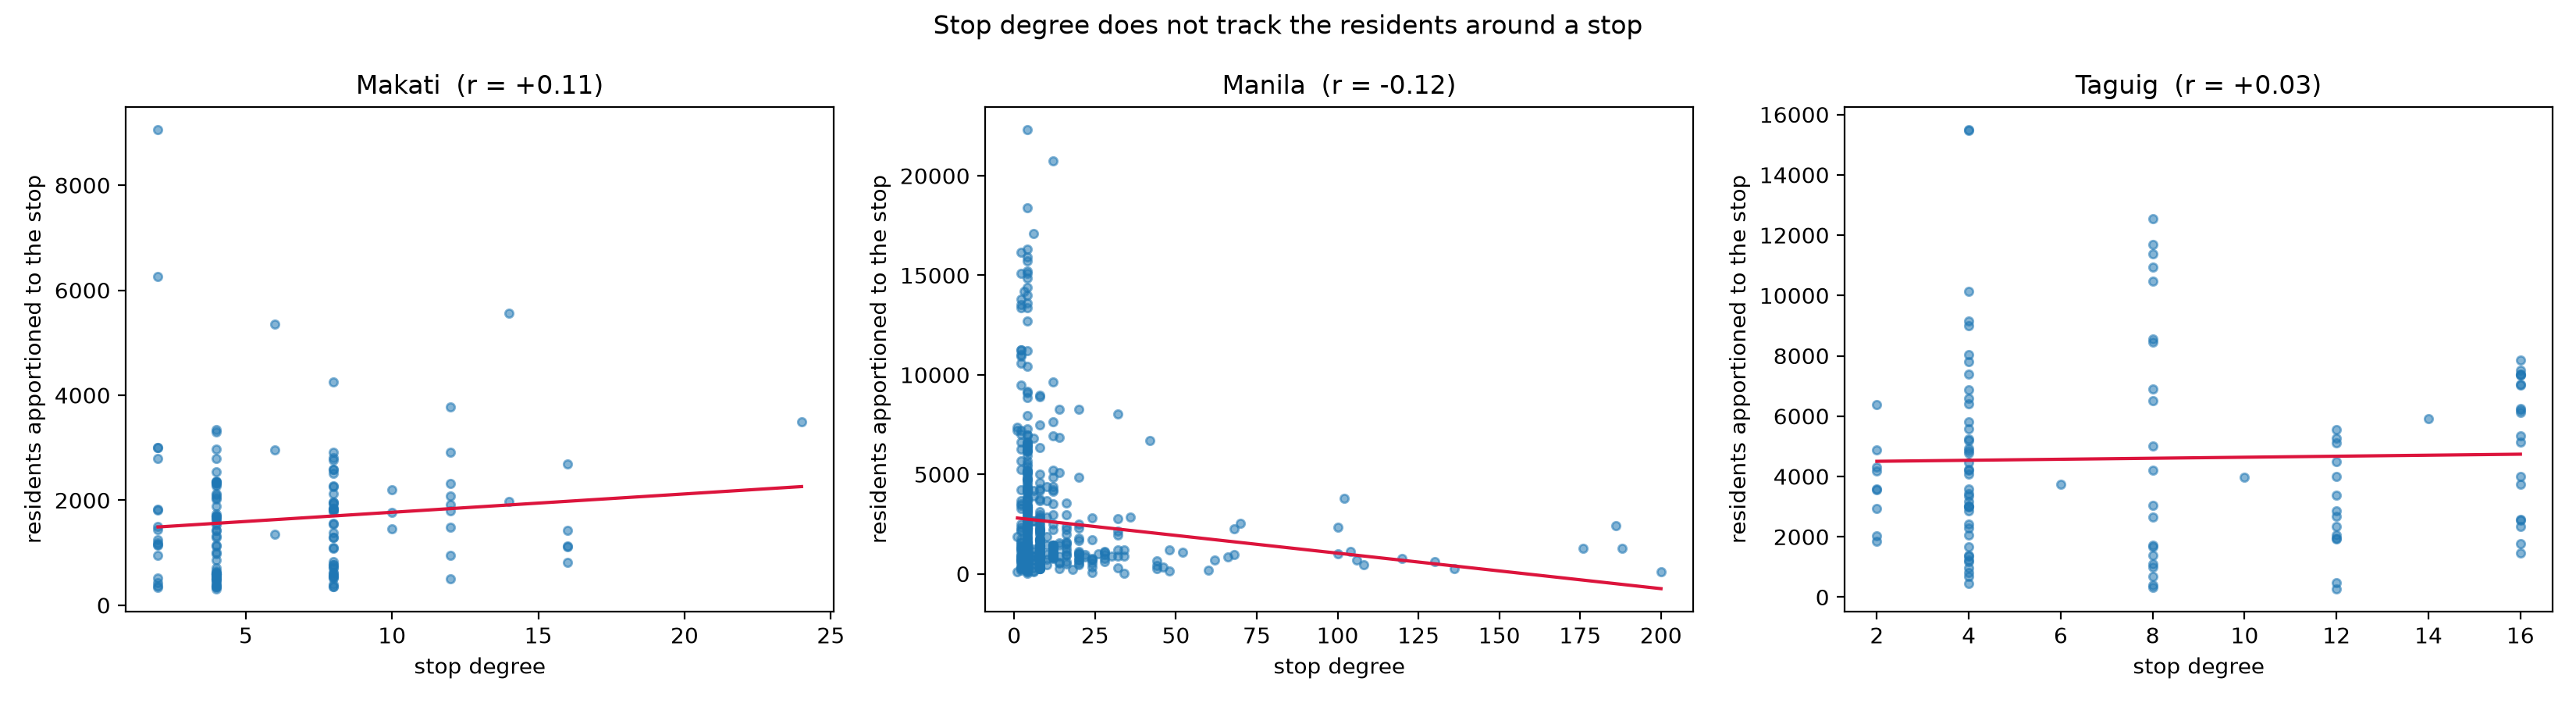 Stop degree does not track the residents around a stop
Makati (r = +0.11)
residents apportioned to the stop
8000
6000
4000
2000
0
5 10 15 20 25
stop degree
Manila (r = -0.12)
residents apportioned to the stop
20000
15000
10000
5000
0
0 25 50 75 100 125 150 175 200
stop degree
Taguig (r = +0.03)
residents apportioned to the stop
16000
14000
12000
10000
8000
6000
4000
2000
0
2 4 6 8 10 12 14 16
stop degree